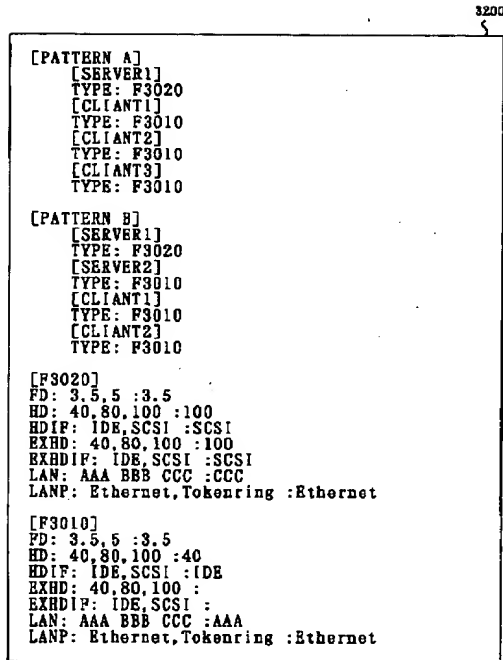 3200
[PATTERN A]
[SERVER1]
TYPE: F3020
[CLIANT1]
TYPE: F3010
[CLIANT2]
TYPE: F3010
[CLIANT3]
TYPE: F3010
[PATTERN B]
[SERVER1]
TYPE: F3020
[SERVER2]
TYPE: F3010
[CLIANT1]
TYPE: F3010
[CLIANT2]
TYPE: F3010
[F3020]
FD: 3.5,5 :3.5
HD: 40,80,100 :100
HDIF: IDE,SCSI :SCSI
EXHD: 40,80,100 :100
EXHDIF: IDE,SCSI :SCSI
LAN: AAA BBB CCC :CCC
LANP: Ethernet,Tokenring :Ethernet
[F3010]
FD: 3.5,5 :3.5
HD: 40,80,100 :40
HDIF: IDE,SCSI :IDE
EXHD: 40,80,100 :
EXHDIF: IDE,SCSI :
LAN: AAA BBB CCC :AAA
LANP: Ethernet,Tokenring :Ethernet